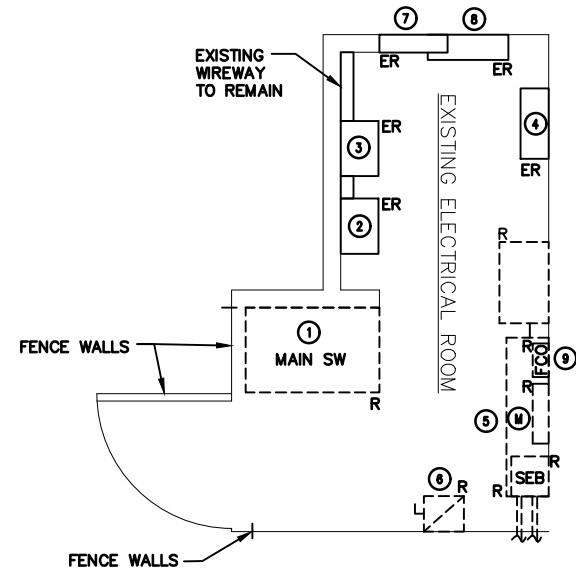 7
8
EXISTING
WIREWAY
TO REMAIN
ER
ER
4
ER
3
ER
ER
2
EXISTING ELECTRICAL ROOM
R
1
MAIN SW
R
FENCE WALLS
R
FCO
9
R
5
M
R
SEB
R
6
R
FENCE WALLS